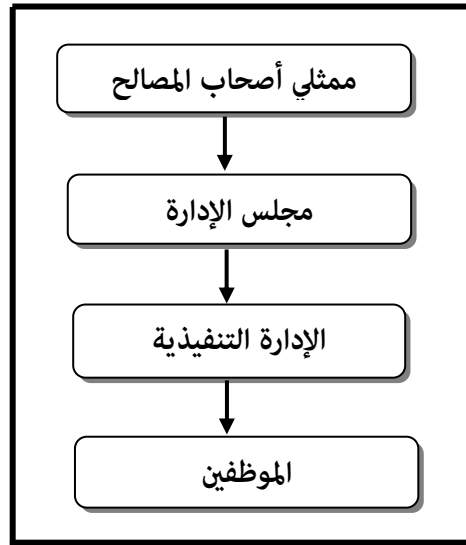 ممثلي أصحاب المصالح
مجلس الإدارة
الإدارة التنفيذية
الموظفين